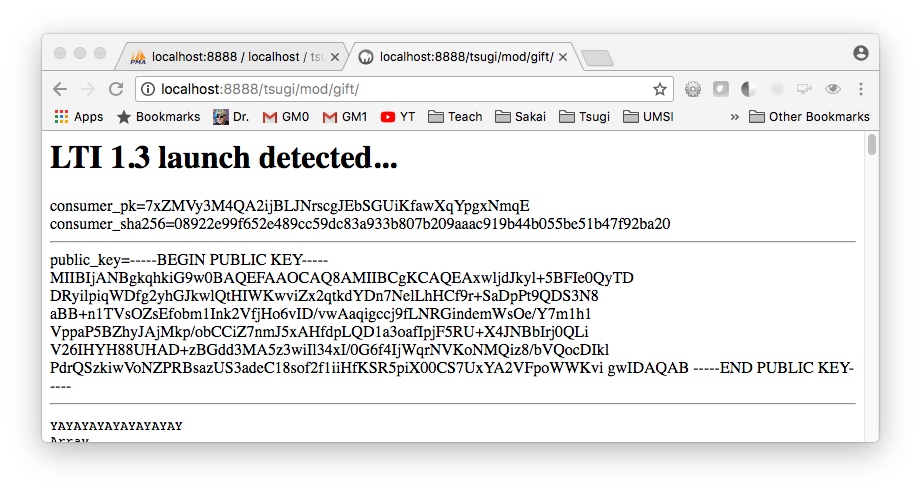 localhost:8888 / localhost / tsu
localhost:8888/tsugi/mod/gift/
localhost:8888/tsugi/mod/gift/
Apps Bookmarks Dr. GM0 GM1 YT Teach Sakai Tsugi UMSI » Other Bookmarks
LTI 1.3 launch detected...
consumer_pk=7xZMVy3M4QA2ijBLJNrscgJEbSGUiKfawXqYpgxNmqE
consumer_sha256=08922e99f652e489cc59dc83a933b807b209aaac919b44b055be51b47f92ba20
public_key=-----BEGIN PUBLIC KEY-----
MIIBIjANBgkqhkiG9w0BAQEFAAOCAQ8AMIIBCgKCAQEAxwljdJkyl+5BFIe0QyTD
DRyilpiqWDfg2yhGJkwlQtHIWKwviZx2qtkdYDn7NelLhHCf9r+SaDpPt9QDS3N8
aBB+n1TVsOZsEfobm1Ink2VfjHo6vID/vwAaqigccj9fLNRGindemWsOe/Y7m1h1
VppaP5BZhyJAjMkp/obCCiZ7nmJ5xAHfdpLQD1a3oafIpjF5RU+X4JNBbIrj0QLi
V26IHYH88UHAD+zBGdd3MA5z3wiIl34xI/0G6f4IjWqrNVKoNMQiz8/bVQocDIkl
PdrQSzkiwVoNZPRBsazUS3adeC18sof2f1iiHfKSR5piX00CS7UxYA2VFpoWWKvi gwIDAQAB -----END PUBLIC KEY-
----
YAYAYAYAYAYAYAYAY
Array